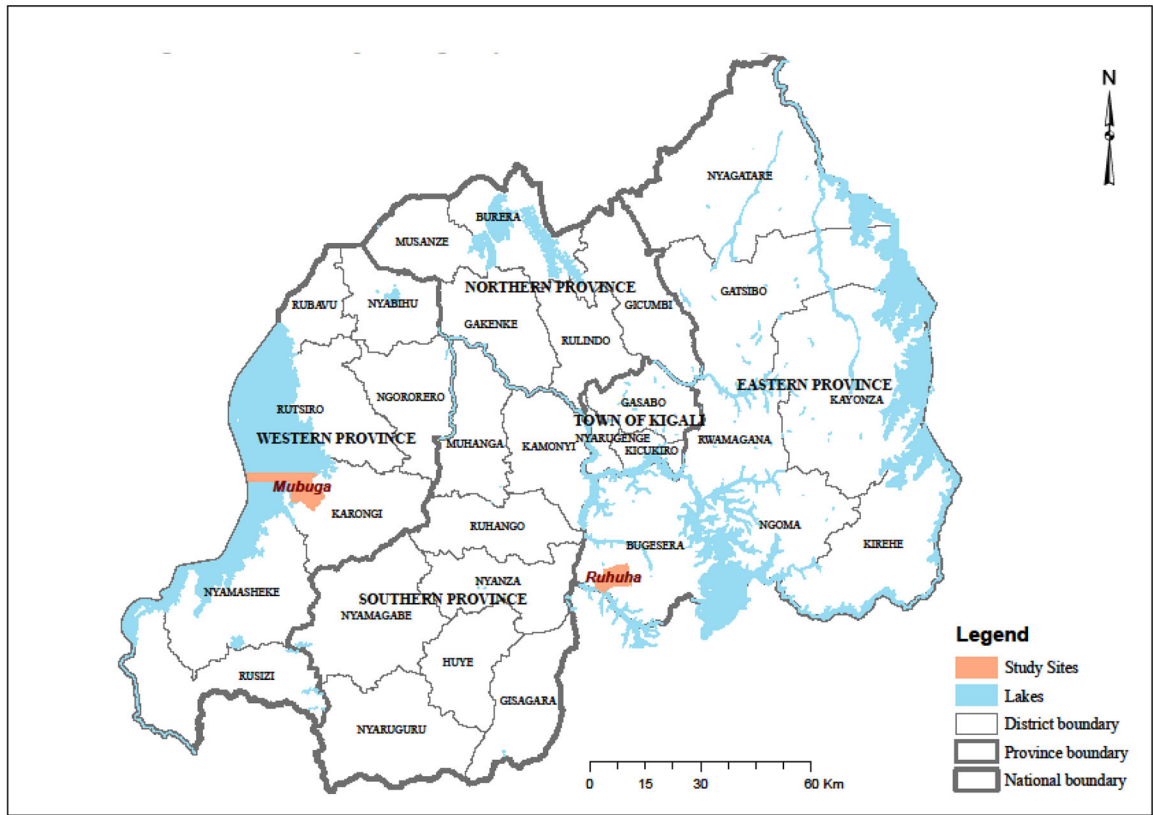 N
NYAGATARE
BURERA
MUSANZE
NORTHERN PROVINCE
RUBAVU
NYABIHU
GATSIBO
GICUMBI
GAKENKE
RULINDO
EASTERN PROVINCE
KAYONZA
NGORORERO
GASABO
RUTSIRO
TOWN OF KIGALI
WESTERN PROVINCE
MUHANGA
KAMONYI
NYARUGENGE
RWAMAGANA
KICUKIRO
Mubuga
KARONGI
RUHANGO
NGOMA
BUGESERA
KIREHE
Ruhuha
NYANZA
NYAMASHEKE
SOUTHERN PROVINCE
NYAMAGABE
HUYE
RUSIZI
GISAGARA
NYARUGURU
Legend
Study Sites
Lakes
District boundary
Province boundary
National boundary
0 15 30 60 Km